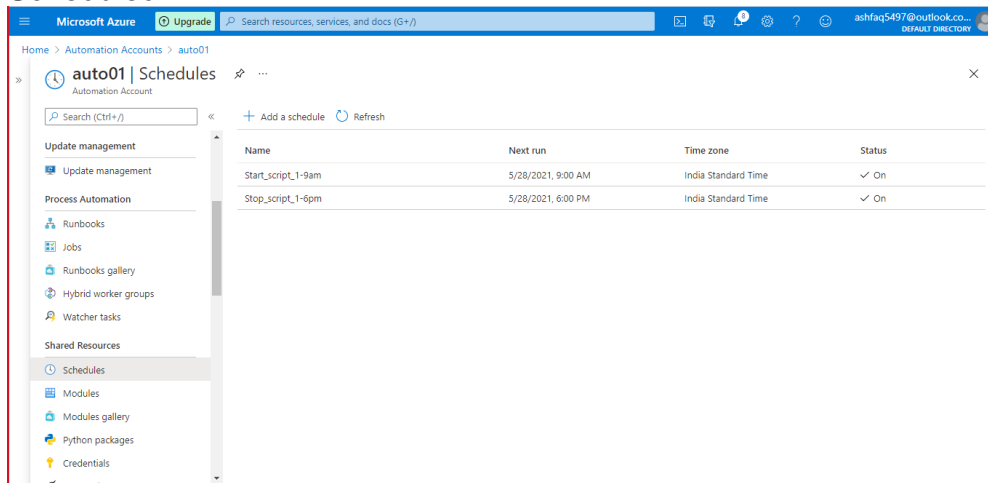 Microsoft Azure
Upgrade
Search resources, services, and docs (G+/)
8
ashfaq5497@outlook.co...
DEFAULT DIRECTORY
Home > Automation Accounts > auto01
auto01 | Schedules
Automation Account
Search (Ctrl+/)
+ Add a schedule
Refresh
Update management
Update management
Process Automation
Runbooks
Jobs
Runbooks gallery
Hybrid worker groups
Watcher tasks
Shared Resources
Schedules
Modules
Modules gallery
Python packages
Credentials
Name Next run Time zone Status
Start_script_1-9am 5/28/2021, 9:00 AM India Standard Time On
Stop_script_1-6pm 5/28/2021, 6:00 PM India Standard Time On